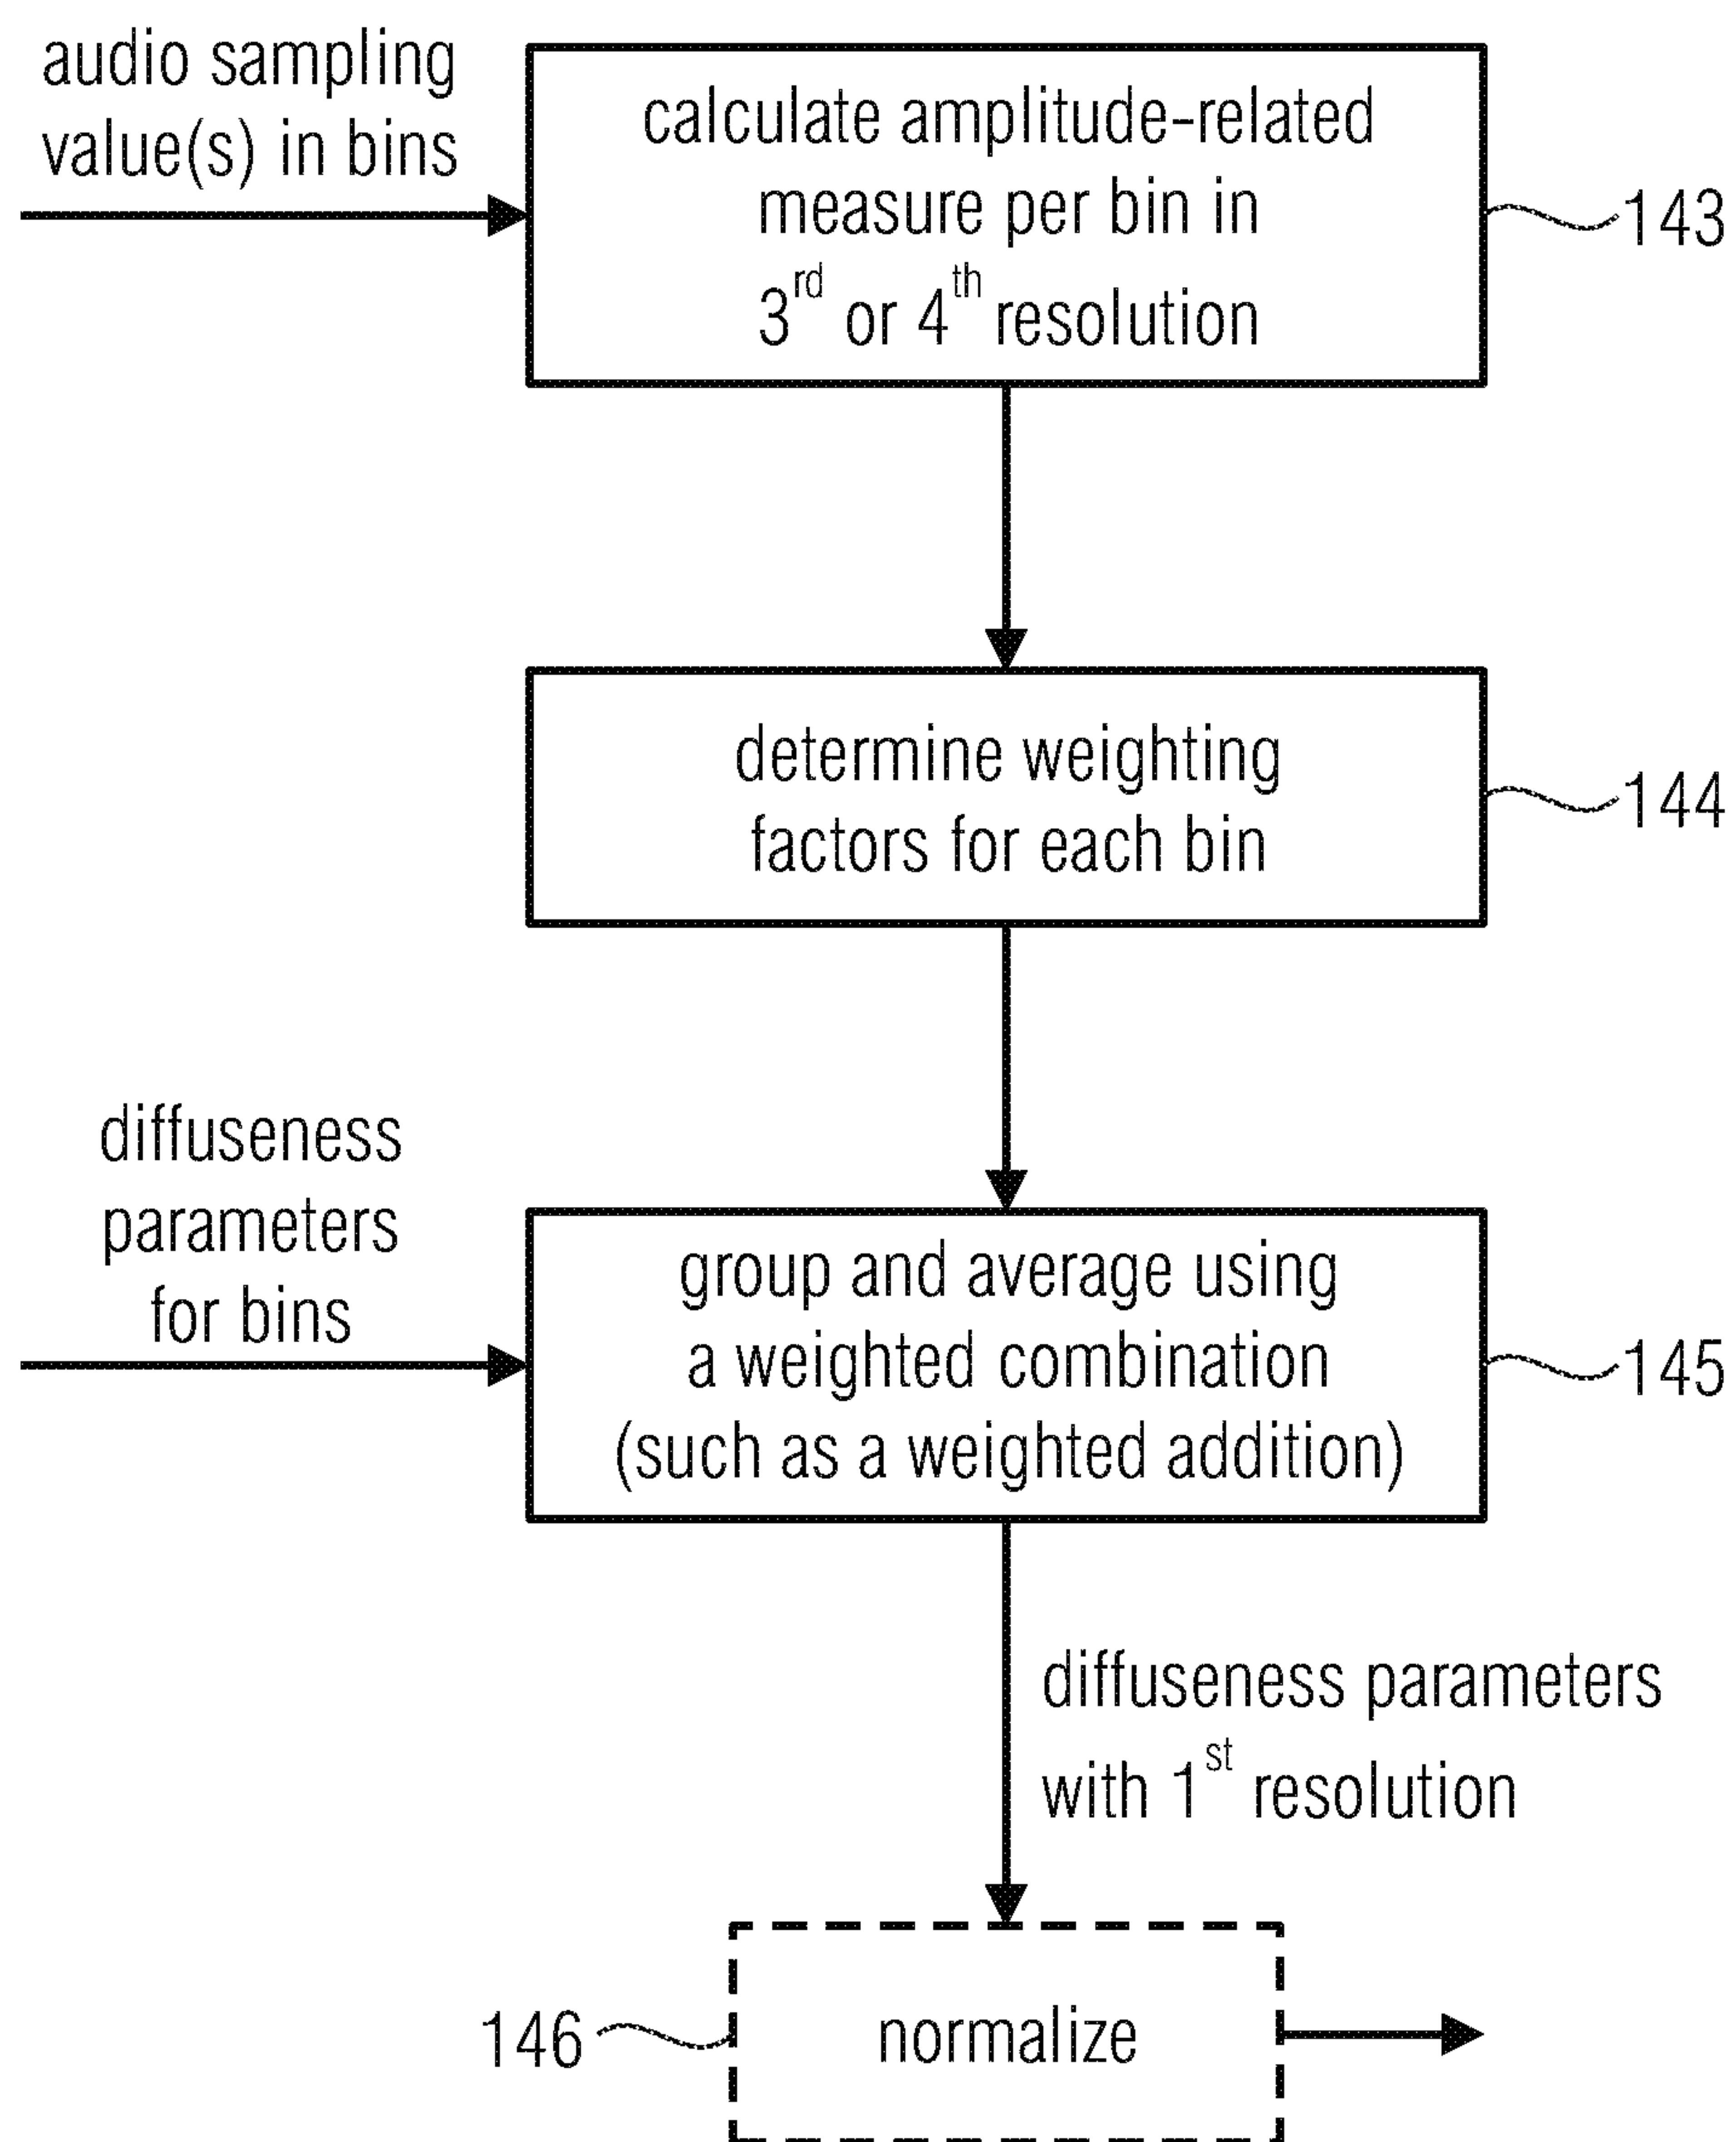 audio sampling
value(s) in bins
calculate amplitude-related
measure per bin in
3rd or 4th resolution
143
determine weighting
factors for each bin
144
diffuseness
parameters
for bins
group and average using
a weighted combination
(such as a weighted addition)
145
diffuseness parameters
with 1st resolution
146
normalize